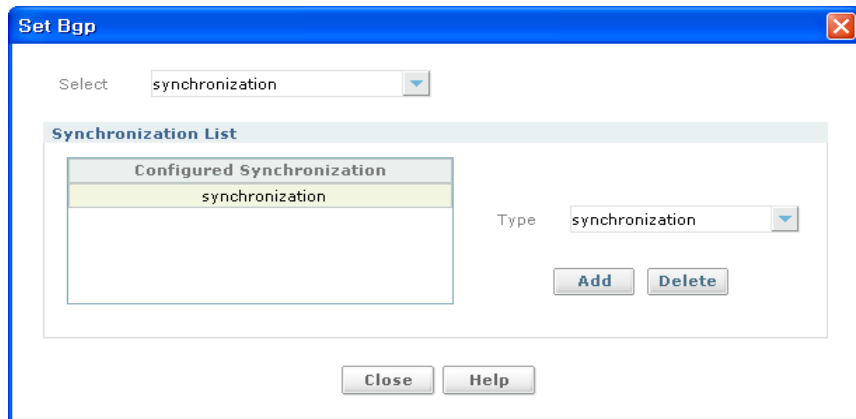 Set Bgp
Select synchronization
Synchronization List
Configured Synchronization
synchronization
Type synchronization
Add Delete
Close Help